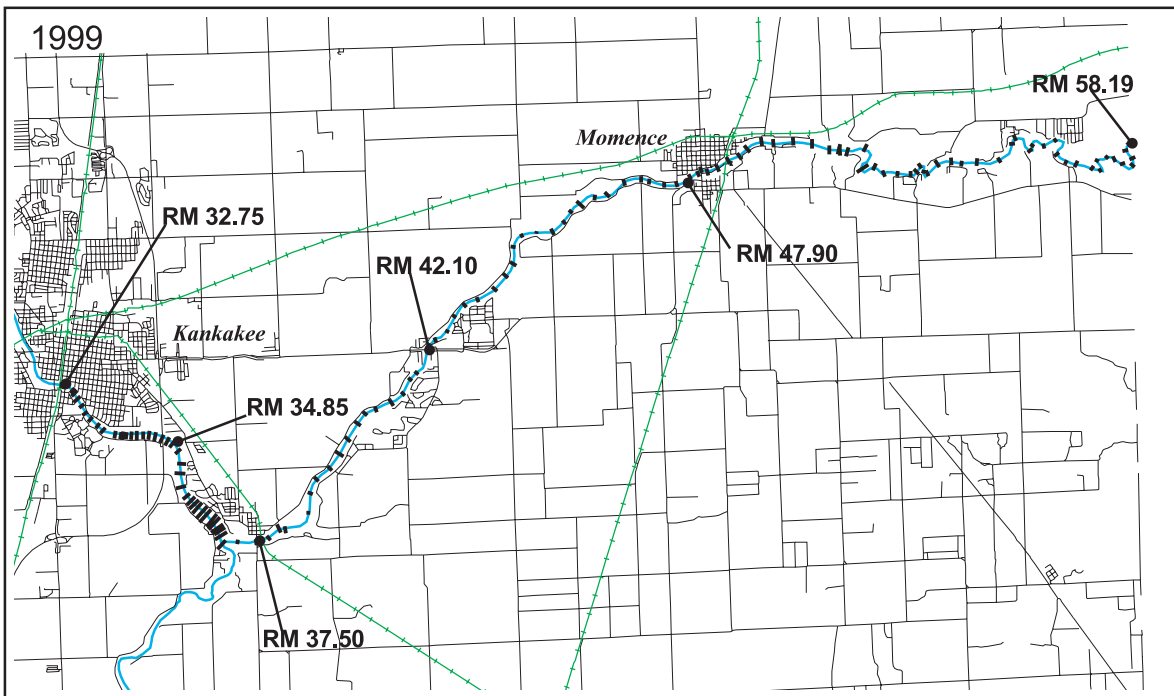 1999
RM 58.19
Momence
RM 32.75
RM 47.90
RM 42.10
Kankakee
RM 34.85
RM 37.50